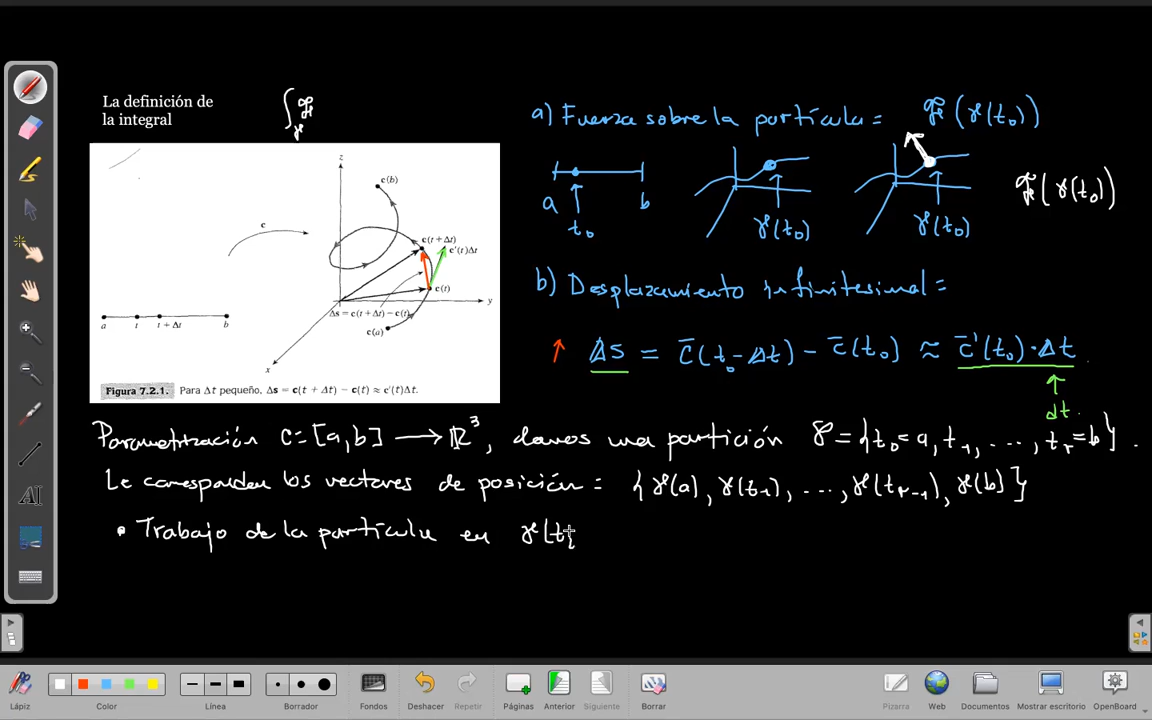 La definición de
la integral
∫_γ 𝓕
z
c(b)
c
c(t + Δt)
c'(t)Δt
c(t)
y
Δs = c(t + Δt) − c(t)
c(a)
a t t + Δt b
x
Figura 7.2.1. Para Δt pequeño, Δs = c(t + Δt) − c(t) ≈ c'(t)Δt.
a) Fuerza sobre la partícula = 𝓕(γ(t₀))
a t₀ b
γ(t₀)
γ(t₀)
𝓕(γ(t₀))
b) Desplazamiento infinitesimal =
↑ Δs = c̄(t₀-Δt) - c̄(t₀) ≈ c̄'(t₀)·Δt
dt.
Parametrización c=[a,b] → ℝ³, damos una partición 𝒫={t₀=a, t₁, ..., tᵣ=b}.
Le corresponden los vectores de posición = {γ(a), γ(t₁), ..., γ(tᵣ₋₁), γ(b)}
• Trabajo de la partícula en γ(tᵢ
Lápiz
Color
Línea
Borrador
Fondos
Deshacer
Repetir
Páginas
Anterior
Siguiente
Borrar
Pizarra
Web
Documentos
Mostrar escritorio
OpenBoard